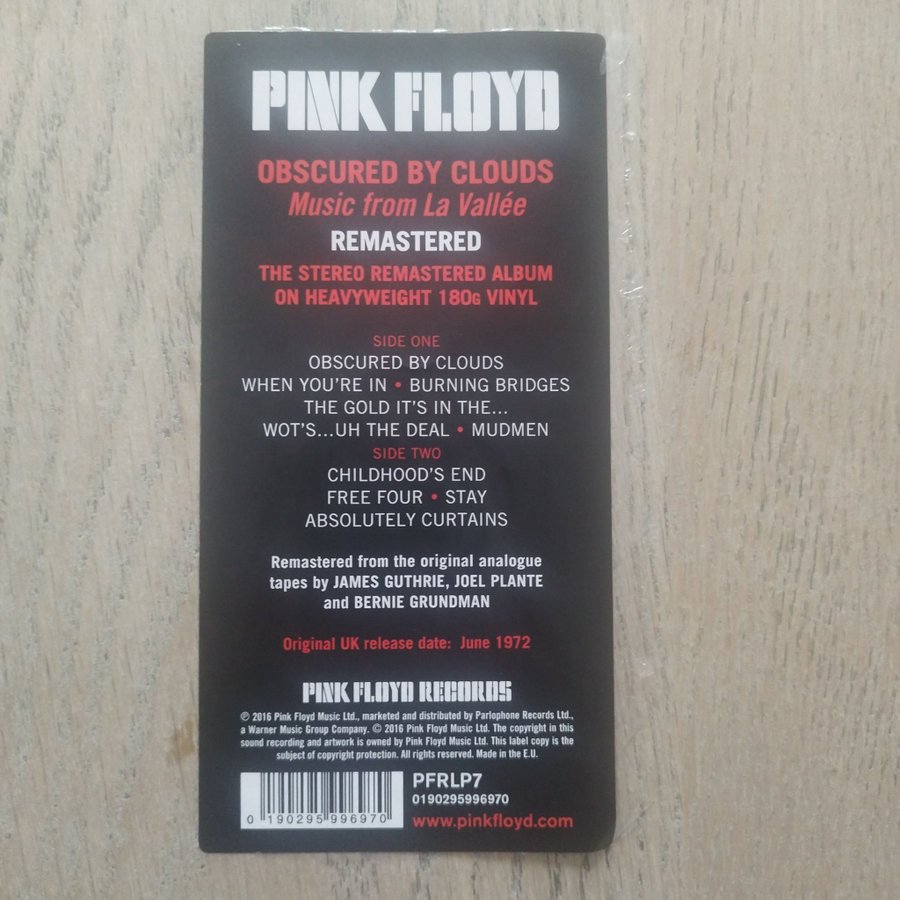 PINK FLOYD
OBSCURED BY CLOUDS
Music from La Vallée
REMASTERED
THE STEREO REMASTERED ALBUM
ON HEAVYWEIGHT 180G VINYL
SIDE ONE
OBSCURED BY CLOUDS
WHEN YOU'RE IN • BURNING BRIDGES
THE GOLD IT'S IN THE...
WOT'S...UH THE DEAL • MUDMEN
SIDE TWO
CHILDHOOD'S END
FREE FOUR • STAY
ABSOLUTELY CURTAINS
Remastered from the original analogue
tapes by JAMES GUTHRIE, JOEL PLANTE
and BERNIE GRUNDMAN
Original UK release date: June 1972
PINK FLOYD RECORDS
℗ 2016 Pink Floyd Music Ltd., marketed and distributed by Parlophone Records Ltd.,
a Warner Music Group Company. © 2016 Pink Floyd Music Ltd. The copyright in this
sound recording and artwork is owned by Pink Floyd Music Ltd. This label copy is the
subject of copyright protection. All rights reserved. Made in the E.U.
PFRLP7
0190295996970
www.pinkfloyd.com
0 190295 996970